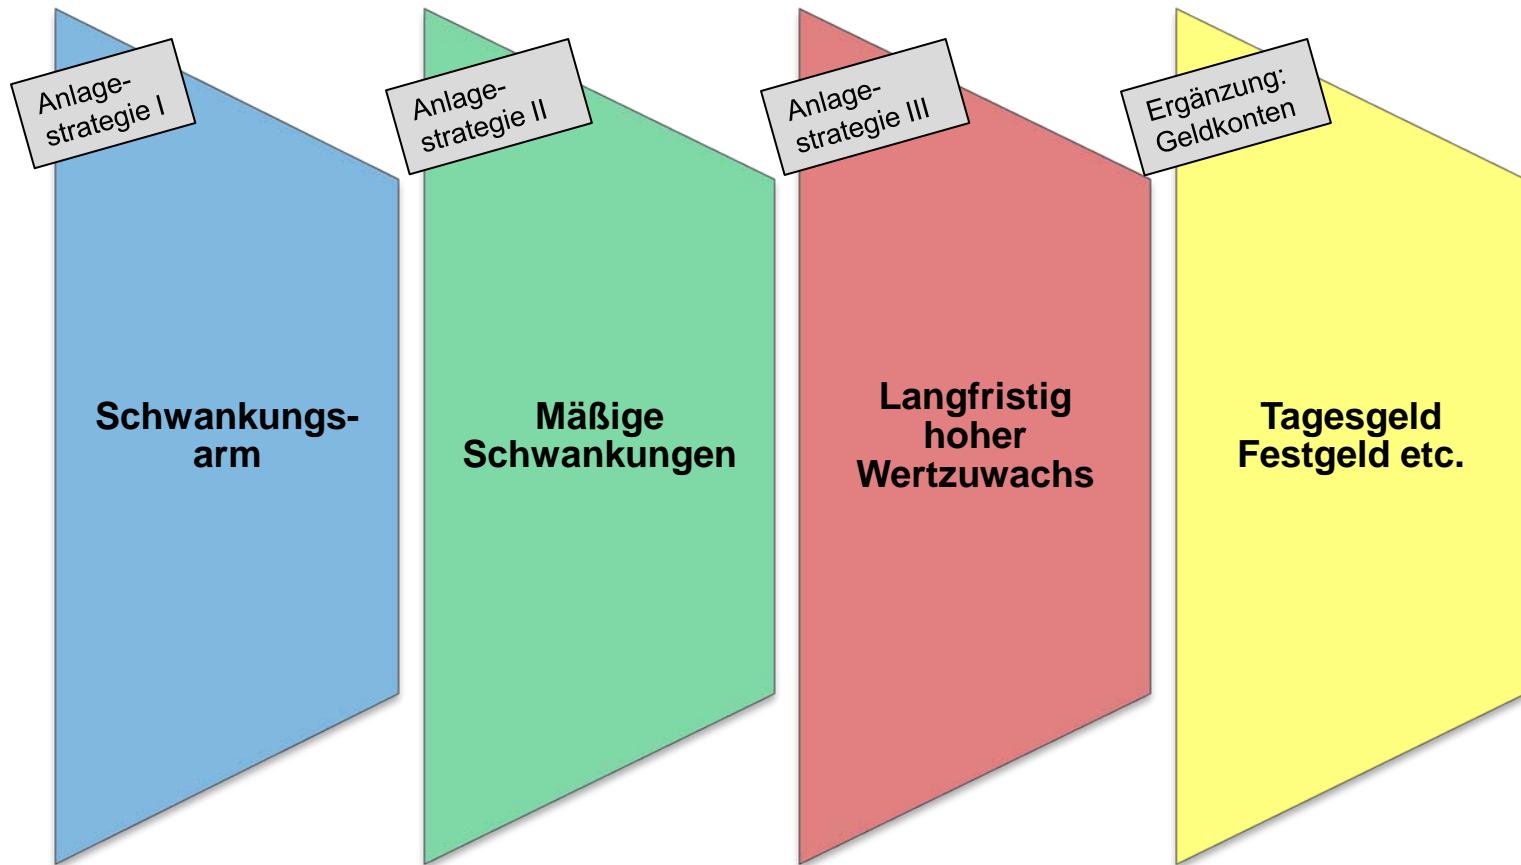 Anlage-
strategie I
Schwankungs-
arm
Anlage-
strategie II
Mäßige
Schwankungen
Anlage-
strategie III
Langfristig
hoher
Wertzuwachs
Ergänzung:
Geldkonten
Tagesgeld
Festgeld etc.